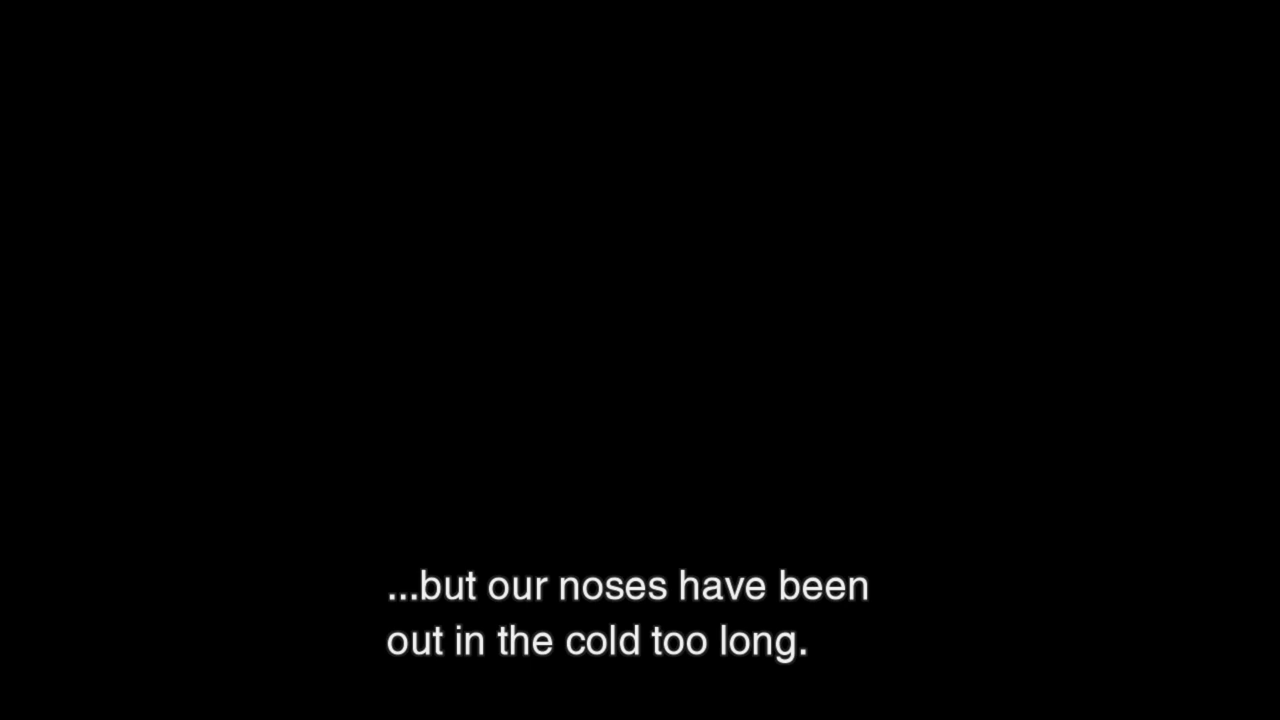 ...but our noses have been
out in the cold too long.